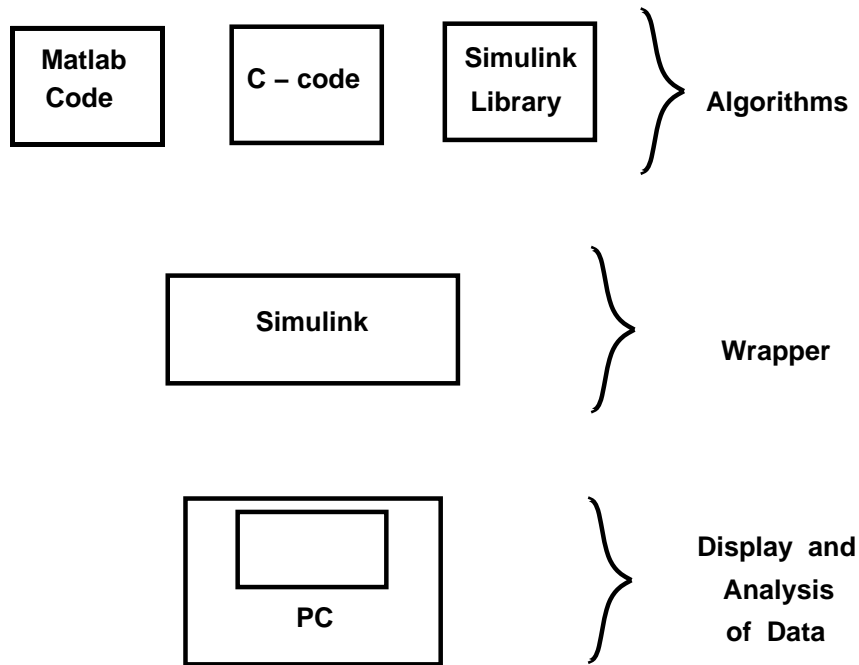 Matlab
Code
C – code
Simulink
Library
Algorithms
Simulink
Wrapper
PC
Display and
Analysis
of Data